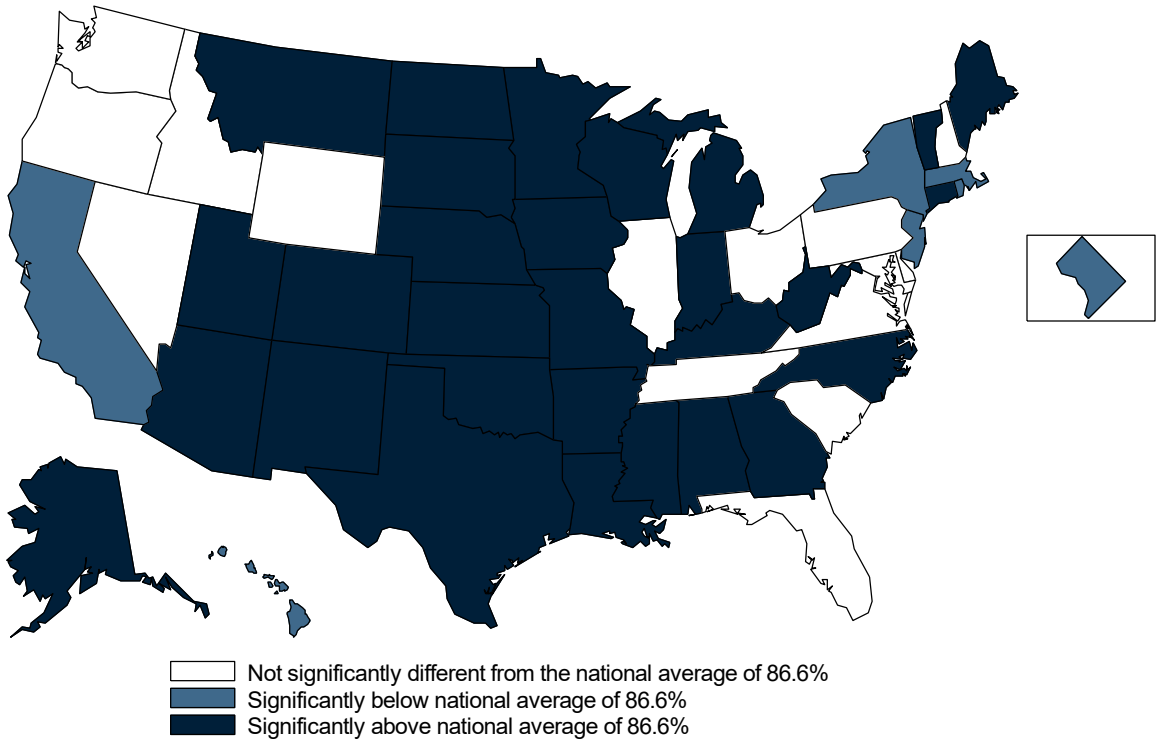 Not significantly different from the national average of 86.6%
Significantly below national average of 86.6%
Significantly above national average of 86.6%